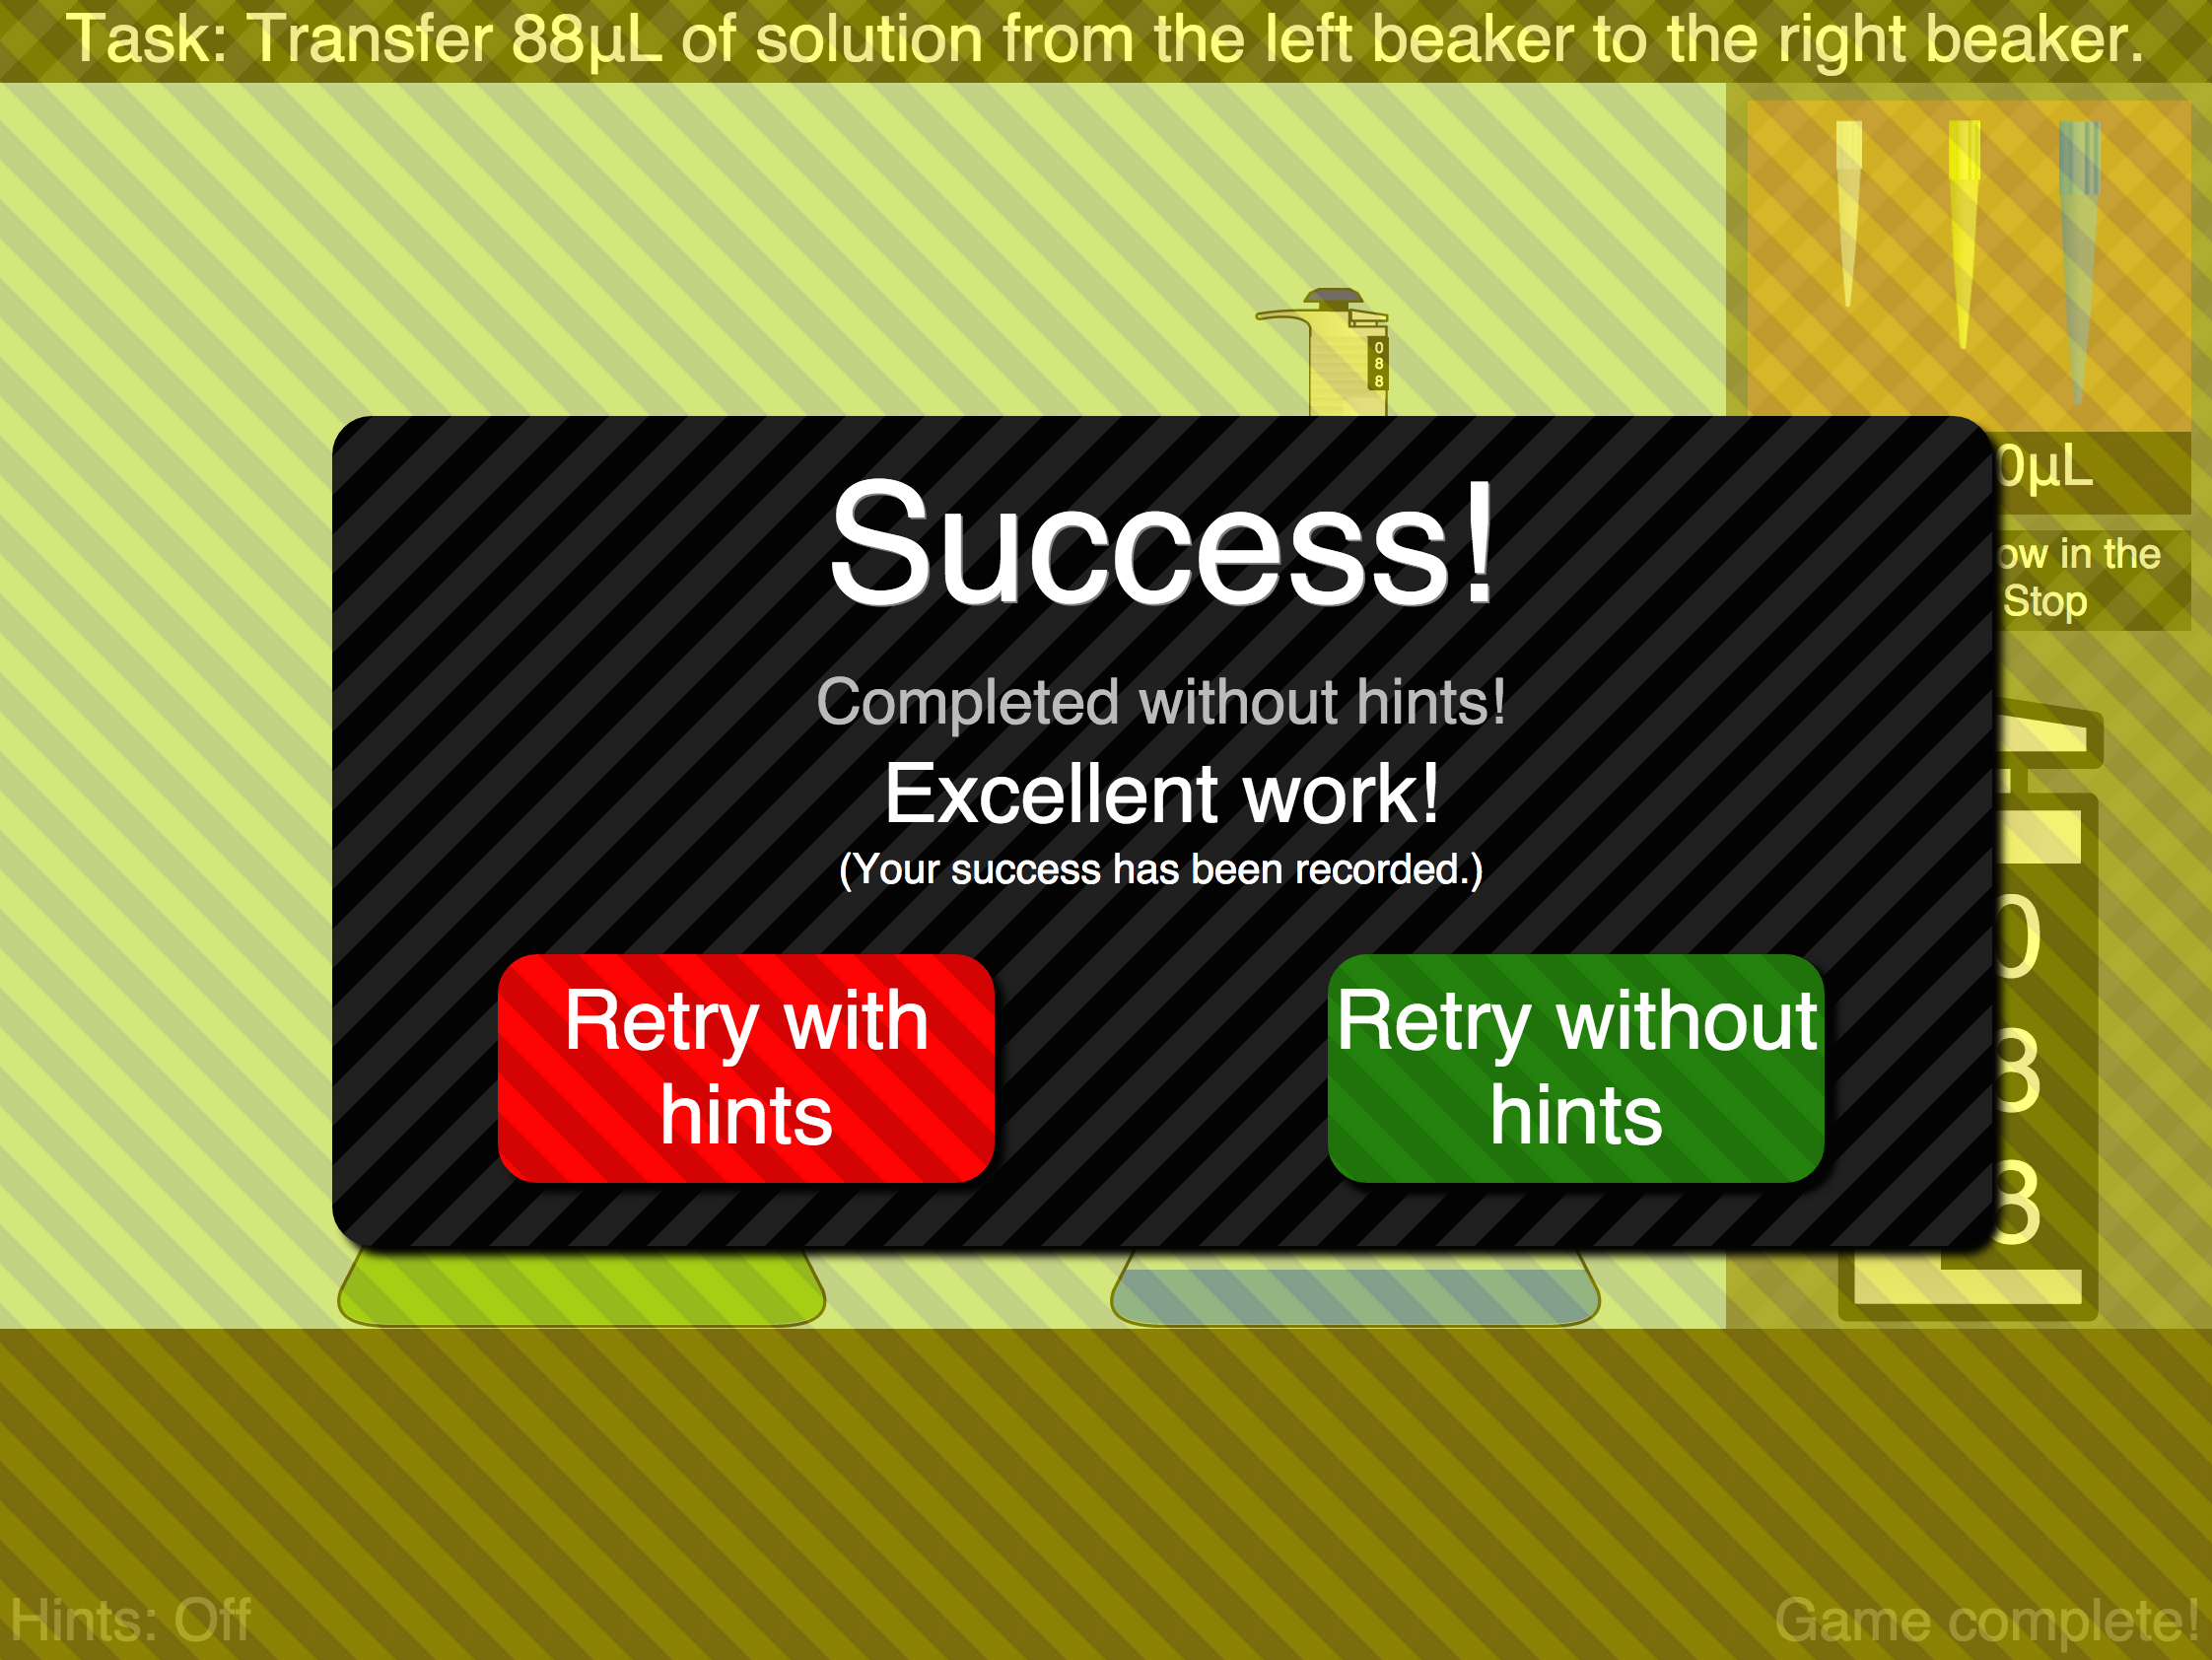 Task: Transfer 88µL of solution from the left beaker to the right beaker.
0
8
8
0µL
ow in the
Stop
Success!
Completed without hints!
Excellent work!
(Your success has been recorded.)
0
8
8
Retry with
hints
Retry without
hints
Hints: Off
Game complete!